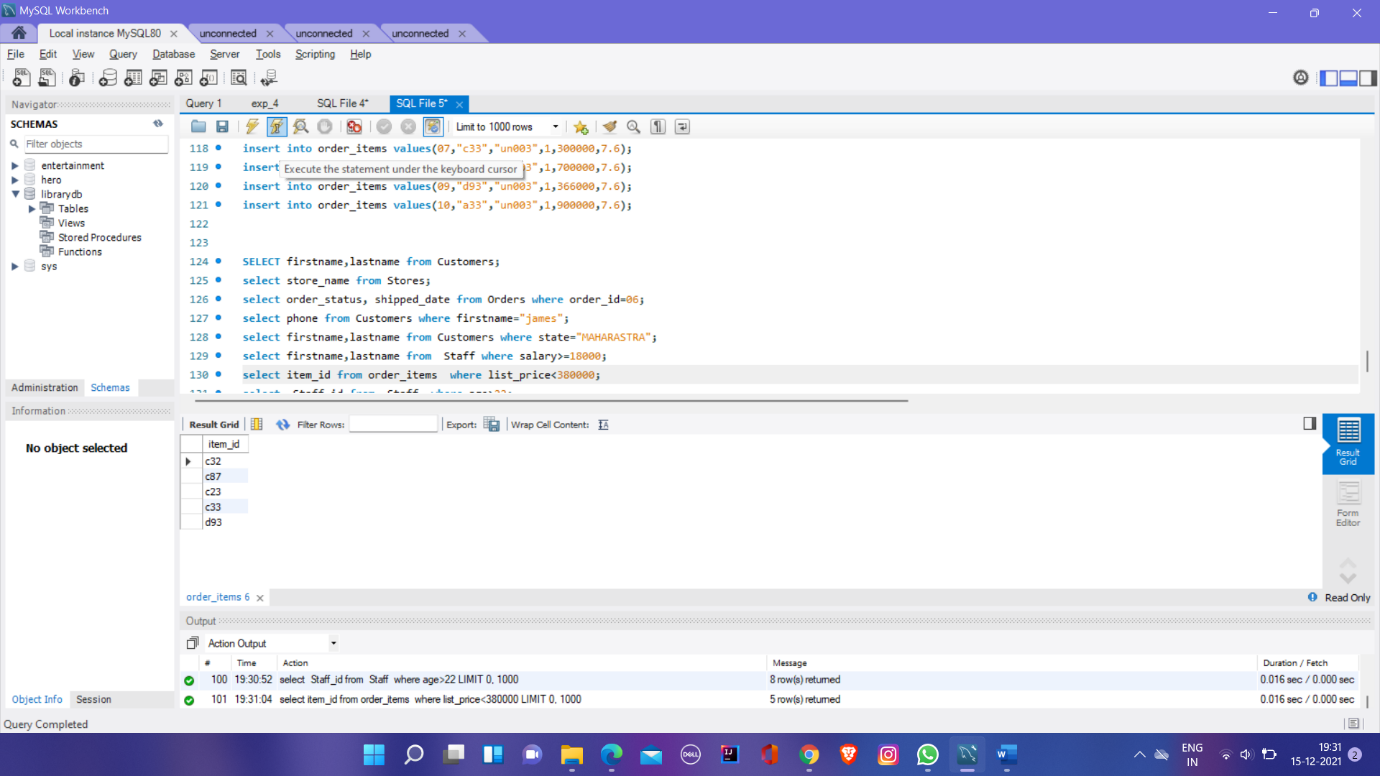 MySQL Workbench
Local instance MySQL80 unconnected unconnected unconnected
File Edit View Query Database Server Tools Scripting Help
Navigator
SCHEMAS
Filter objects
entertainment
hero
librarydb
Tables
Views
Stored Procedures
Functions
sys
Administration Schemas
Information
No object selected
Object Info Session
Query 1 exp_4 SQL File 4* SQL File 5*
Limit to 1000 rows
118 insert into order_items values(07,"c33","un003",1,300000,7.6);
119 insert 3",1,700000,7.6);
Execute the statement under the keyboard cursor
120 insert into order_items values(09,"d93","un003",1,366000,7.6);
121 insert into order_items values(10,"a33","un003",1,900000,7.6);
122
123
124 SELECT firstname,lastname from Customers;
125 select store_name from Stores;
126 select order_status, shipped_date from Orders where order_id=06;
127 select phone from Customers where firstname="james";
128 select firstname,lastname from Customers where state="MAHARASTRA";
129 select firstname,lastname from  Staff where salary>=18000;
130 select item_id from order_items  where list_price<380000;
131 select  Staff_id from  Staff  where age>22;
Result Grid Filter Rows: Export: Wrap Cell Content:
item_id
c32
c87
c23
c33
d93
Result Grid
Form Editor
order_items 6
Read Only
Output
Action Output
# Time Action Message Duration / Fetch
100 19:30:52 select  Staff_id from  Staff  where age>22 LIMIT 0, 1000 8 row(s) returned 0.016 sec / 0.000 sec
101 19:31:04 select item_id from order_items  where list_price<380000 LIMIT 0, 1000 5 row(s) returned 0.016 sec / 0.000 sec
Query Completed
DELL
ENG
IN
19:31
15-12-2021
2